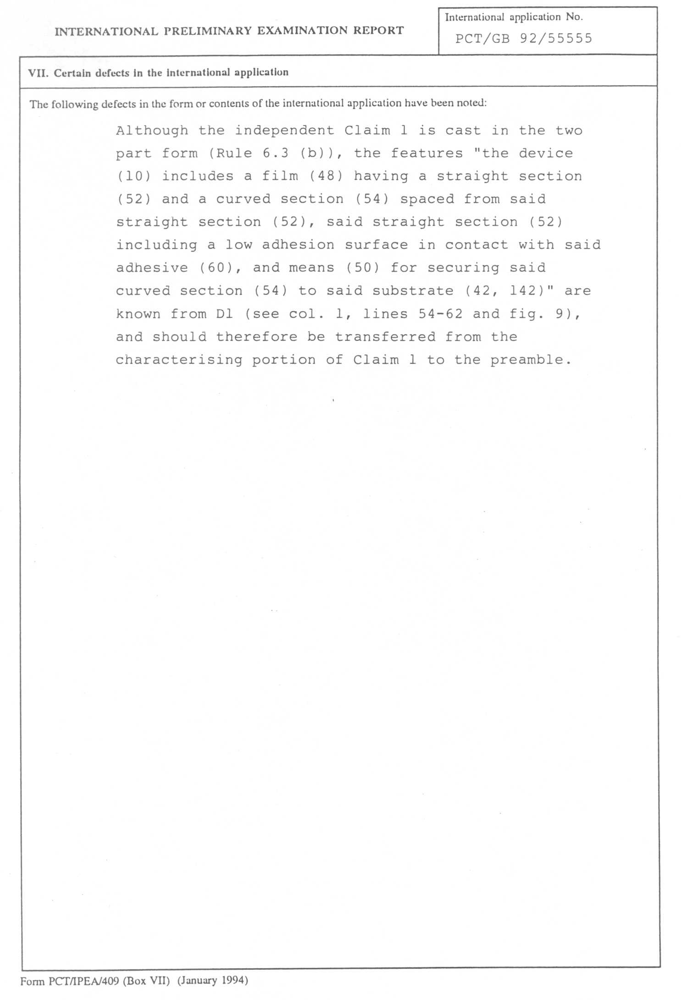 INTERNATIONAL PRELIMINARY EXAMINATION REPORT
International application No.
PCT/GB 92/55555
VII. Certain defects in the international application
The following defects in the form or contents of the international application have been noted:
Although the independent Claim 1 is cast in the two
part form (Rule 6.3 (b)), the features "the device
(10) includes a film (48) having a straight section
(52) and a curved section (54) spaced from said
straight section (52), said straight section (52)
including a low adhesion surface in contact with said
adhesive (60), and means (50) for securing said
curved section (54) to said substrate (42, 142)" are
known from D1 (see col. 1, lines 54-62 and fig. 9),
and should therefore be transferred from the
characterising portion of Claim 1 to the preamble.
Form PCT/IPEA/409 (Box VII) (January 1994)